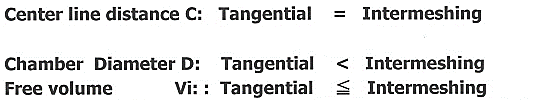 Center line distance C: Tangential = Intermeshing
Chamber Diameter D: Tangential < Intermeshing
Free volume Vi: : Tangential ≦ Intermeshing